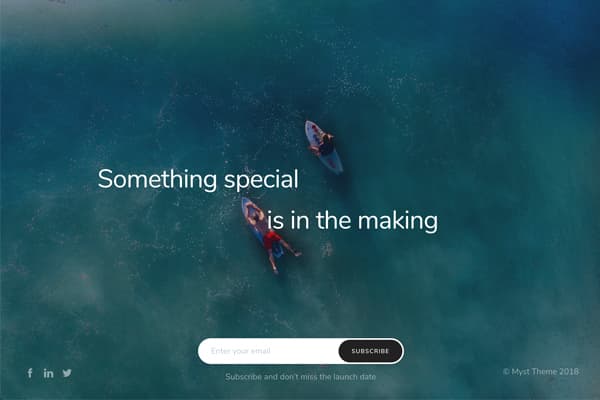 Something special
is in the making
Enter your email
SUBSCRIBE
Subscribe and don't miss the launch date
© Myst Theme 2018